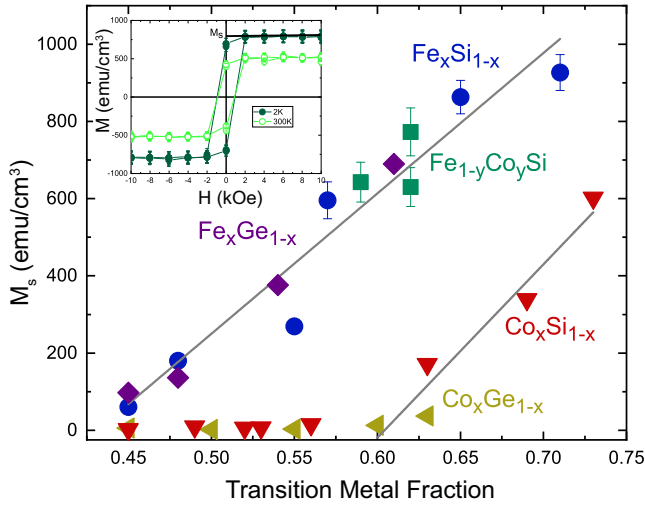 M (emu/cm³)
1000
500
0
-500
-1000
Ms
2K
300K
-10 -8 -6 -4 -2 0 2 4 6 8 10
H (kOe)
Ms (emu/cm³)
1000
800
600
400
200
0
FexSi1-x
Fe1-yCoySi
FexGe1-x
CoxSi1-x
CoxGe1-x
0.45 0.50 0.55 0.60 0.65 0.70 0.75
Transition Metal Fraction